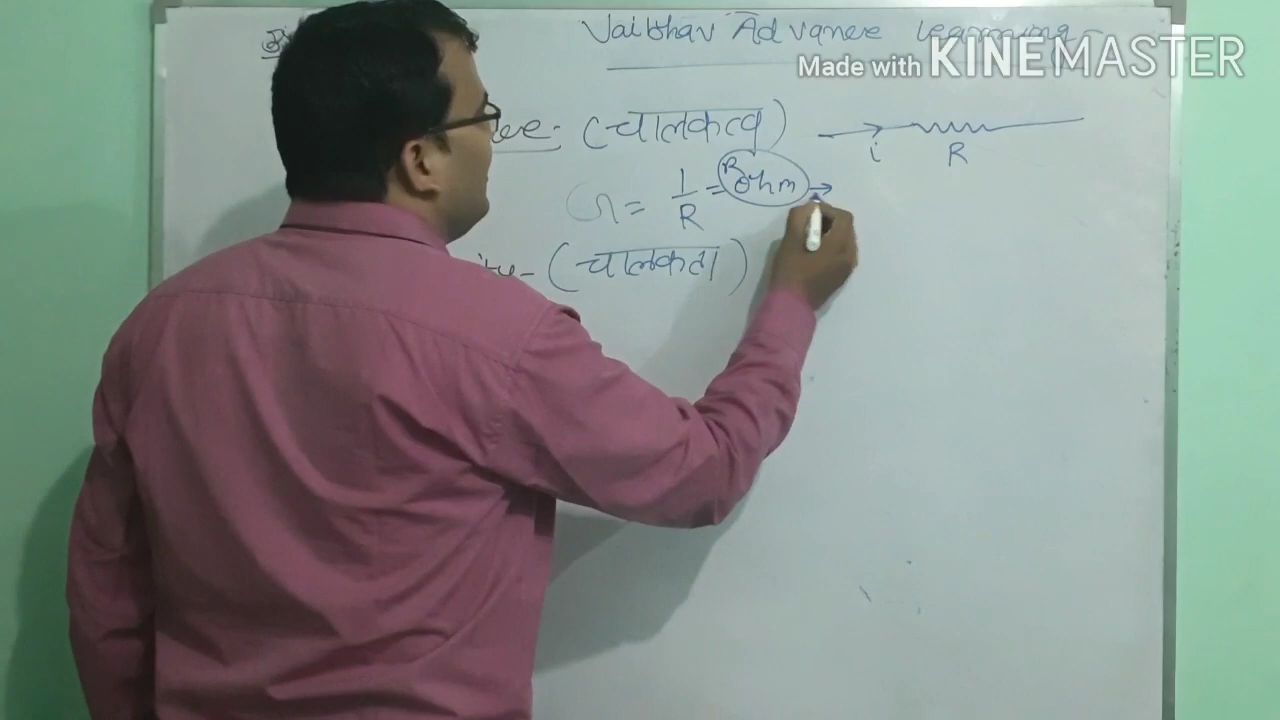 Vaibhav Advance Learning
Made with KINEMASTER
(चालकत्व)
i R
G = 1/R = R ohm →
(चालकता)